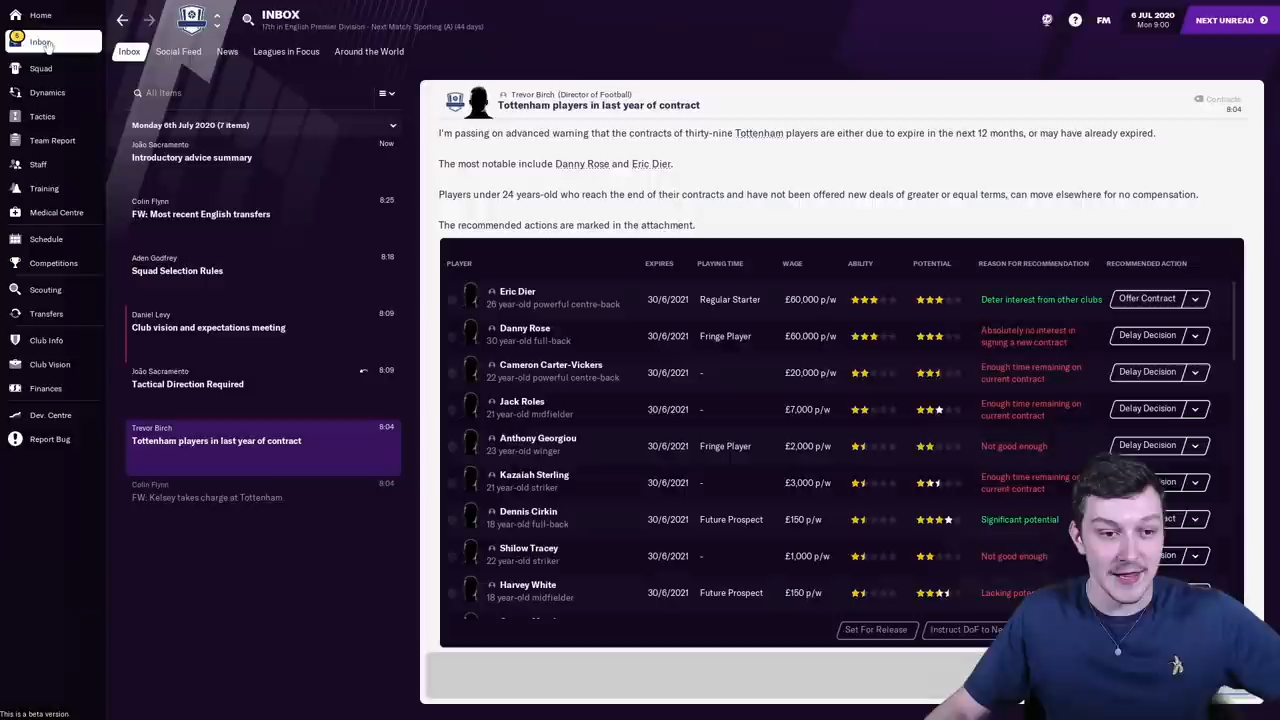 Home
INBOX
17th in English Premier Division - Next Match: Sporting (A) (44 days)
FM
6 JUL 2020
Mon 9:00
NEXT UNREAD
6
Inbox
Squad
Dynamics
Tactics
Team Report
Staff
Training
Medical Centre
Schedule
Competitions
Scouting
Transfers
Club Info
Club Vision
Finances
Dev. Centre
Report Bug
This is a beta version
Inbox Social Feed News Leagues in Focus Around the World
All Items
Monday 6th July 2020 (7 items)
João Sacramento Now
Introductory advice summary
Colin Flynn 8:25
FW: Most recent English transfers
Aden Godfrey 8:18
Squad Selection Rules
Daniel Levy 8:09
Club vision and expectations meeting
João Sacramento 8:09
Tactical Direction Required
Trevor Birch 8:04
Tottenham players in last year of contract
Colin Flynn 8:04
FW: Kelsey takes charge at Tottenham
Trevor Birch (Director of Football)
Tottenham players in last year of contract
Contracts
8:04
I'm passing on advanced warning that the contracts of thirty-nine Tottenham players are either due to expire in the next 12 months, or may have already expired.
The most notable include Danny Rose and Eric Dier.
Players under 24 years-old who reach the end of their contracts and have not been offered new deals of greater or equal terms, can move elsewhere for no compensation.
The recommended actions are marked in the attachment.
PLAYER EXPIRES PLAYING TIME WAGE ABILITY POTENTIAL REASON FOR RECOMMENDATION RECOMMENDED ACTION
Eric Dier
26 year-old powerful centre-back
30/6/2021 Regular Starter £60,000 p/w Deter interest from other clubs Offer Contract
Danny Rose
30 year-old full-back
30/6/2021 Fringe Player £60,000 p/w Absolutely no interest in
signing a new contract
Delay Decision
Cameron Carter-Vickers
22 year-old powerful centre-back
30/6/2021 - £20,000 p/w Enough time remaining on
current contract
Delay Decision
Jack Roles
21 year-old midfielder
30/6/2021 - £7,000 p/w Enough time remaining on
current contract
Delay Decision
Anthony Georgiou
23 year-old winger
30/6/2021 Fringe Player £2,000 p/w Not good enough Delay Decision
Kazaiah Sterling
21 year-old striker
30/6/2021 - £3,000 p/w Enough time remaining on
current contract
Dennis Cirkin
18 year-old full-back
30/6/2021 Future Prospect £150 p/w Significant potential
Shilow Tracey
22 year-old striker
30/6/2021 - £1,000 p/w Not good enough
Harvey White
18 year-old midfielder
30/6/2021 Future Prospect £150 p/w Lacking
Set For Release Instruct DoF to